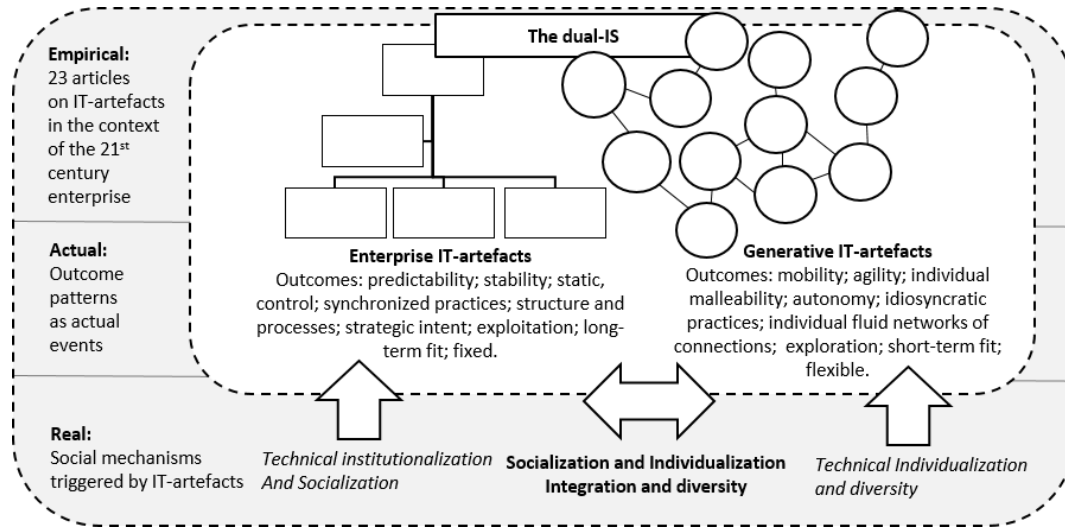 The dual-IS
Empirical:
23 articles
on IT-artefacts
in the context
of the 21st
century
enterprise
Actual:
Outcome
patterns
as actual
events
Enterprise IT-artefacts
Outcomes: predictability; stability; static,
control; synchronized practices; structure and
processes; strategic intent; exploitation; long-
term fit; fixed.
Generative IT-artefacts
Outcomes: mobility; agility; individual
malleability; autonomy; idiosyncratic
practices; individual fluid networks of
connections; exploration; short-term fit;
flexible.
Real:
Social mechanisms
triggered by IT-artefacts
Technical institutionalization
And Socialization
Socialization and Individualization
Integration and diversity
Technical Individualization
and diversity